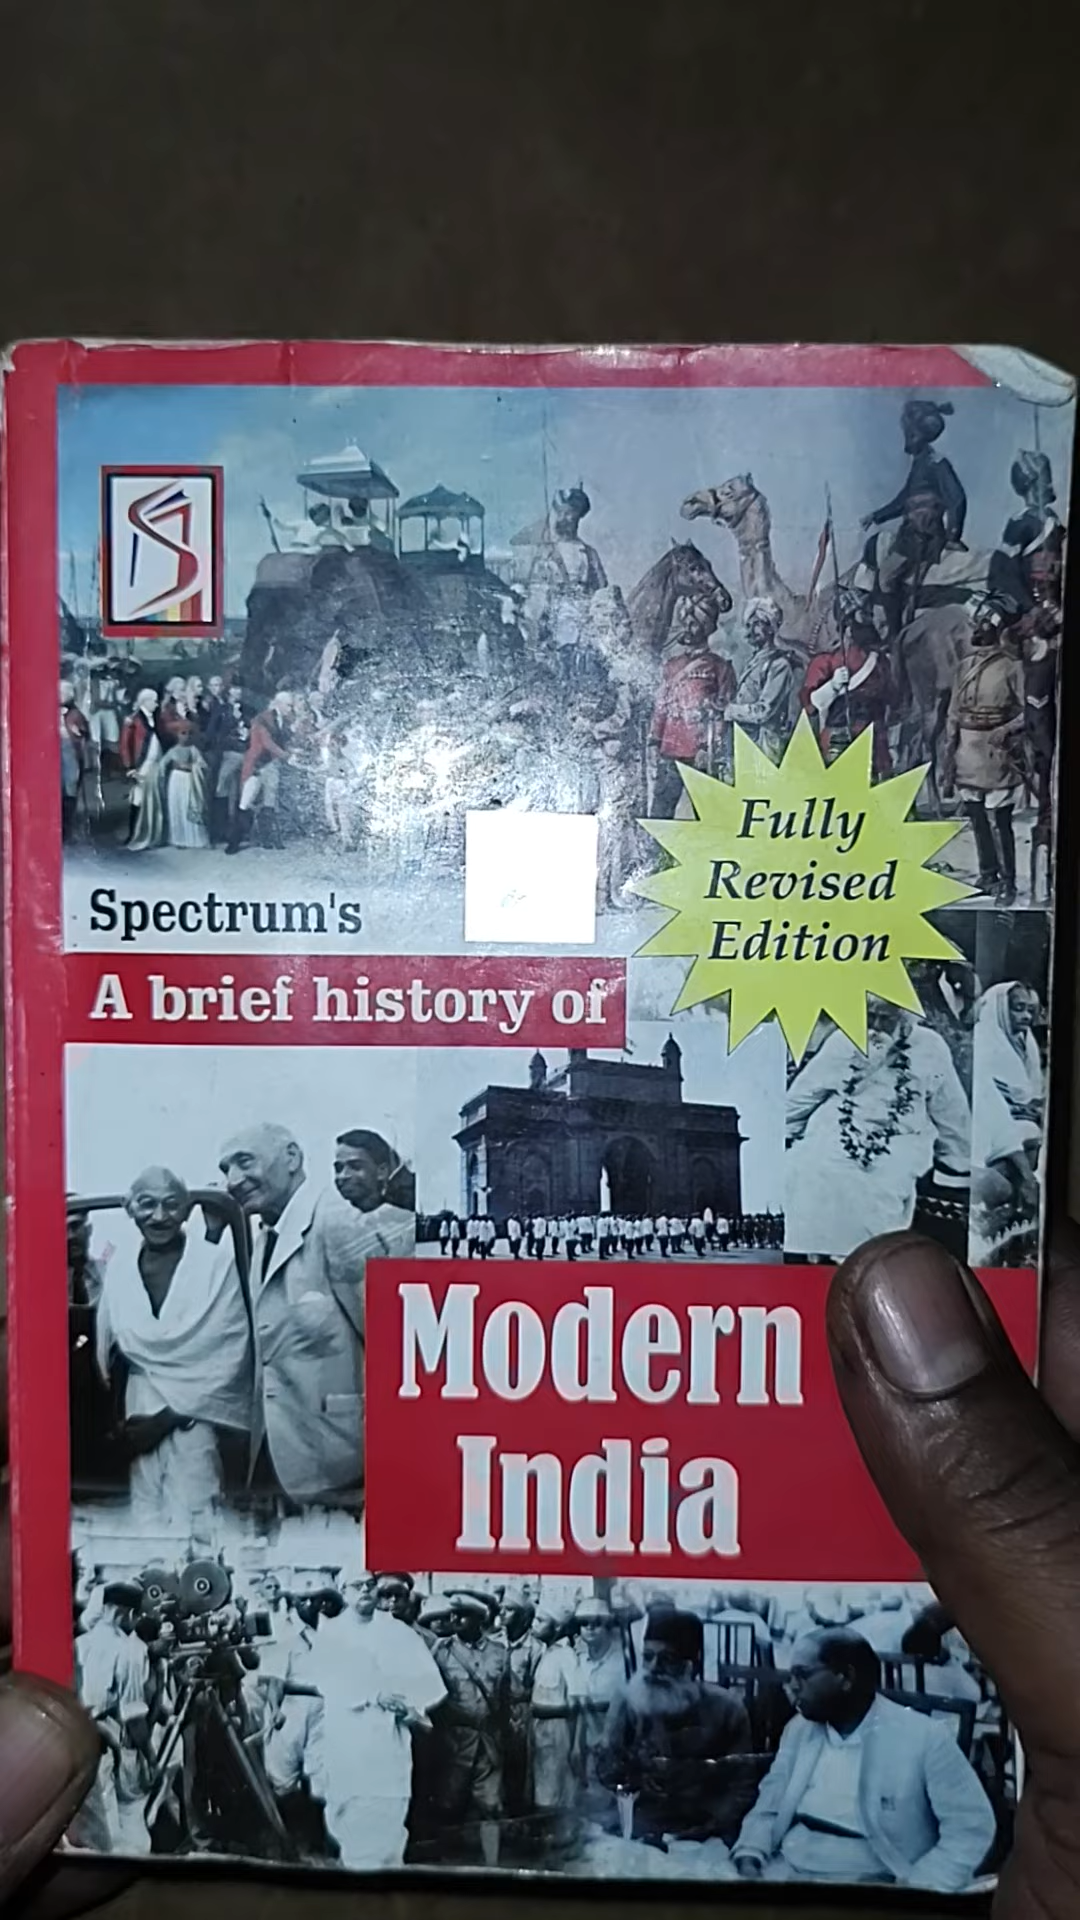 Spectrum's
A brief history of
Fully
Revised
Edition
Modern
India